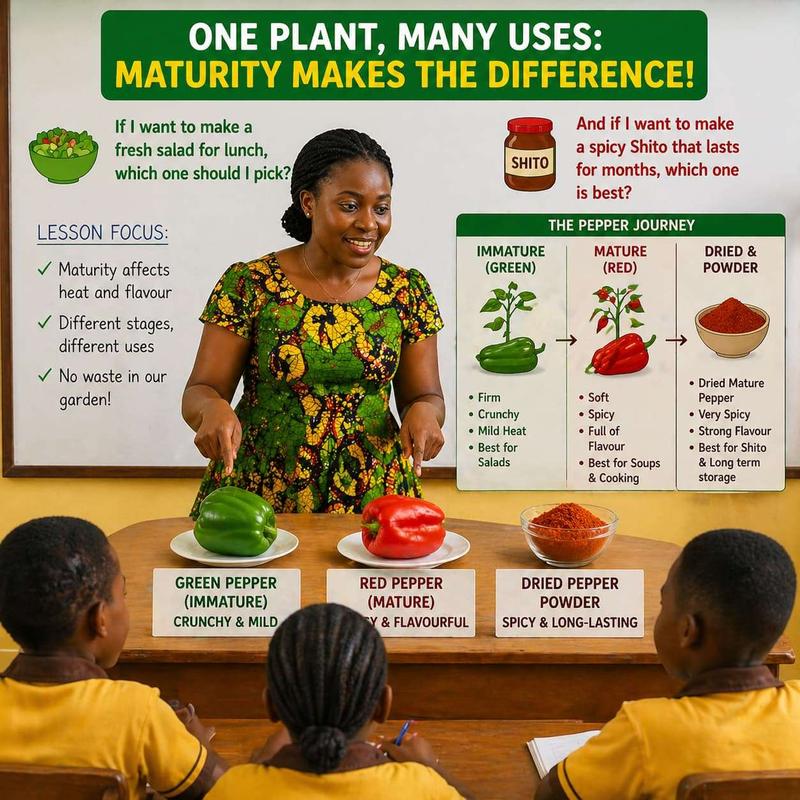 ONE PLANT, MANY USES:
MATURITY MAKES THE DIFFERENCE!
If I want to make a
fresh salad for lunch,
which one should I pick?
SHITO
And if I want to make
a spicy Shito that lasts
for months, which one
is best?
LESSON FOCUS:
✓ Maturity affects
heat and flavour
✓ Different stages,
different uses
✓ No waste in our
garden!
THE PEPPER JOURNEY
IMMATURE
(GREEN)
• Firm
• Crunchy
• Mild Heat
• Best for
Salads
MATURE
(RED)
• Soft
• Spicy
• Full of
Flavour
• Best for Soups
& Cooking
DRIED &
POWDER
• Dried Mature
Pepper
• Very Spicy
• Strong Flavour
• Best for Shito
& Long term
storage
GREEN PEPPER
(IMMATURE)
CRUNCHY & MILD
RED PEPPER
(MATURE)
& FLAVOURFUL
DRIED PEPPER
POWDER
SPICY & LONG-LASTING